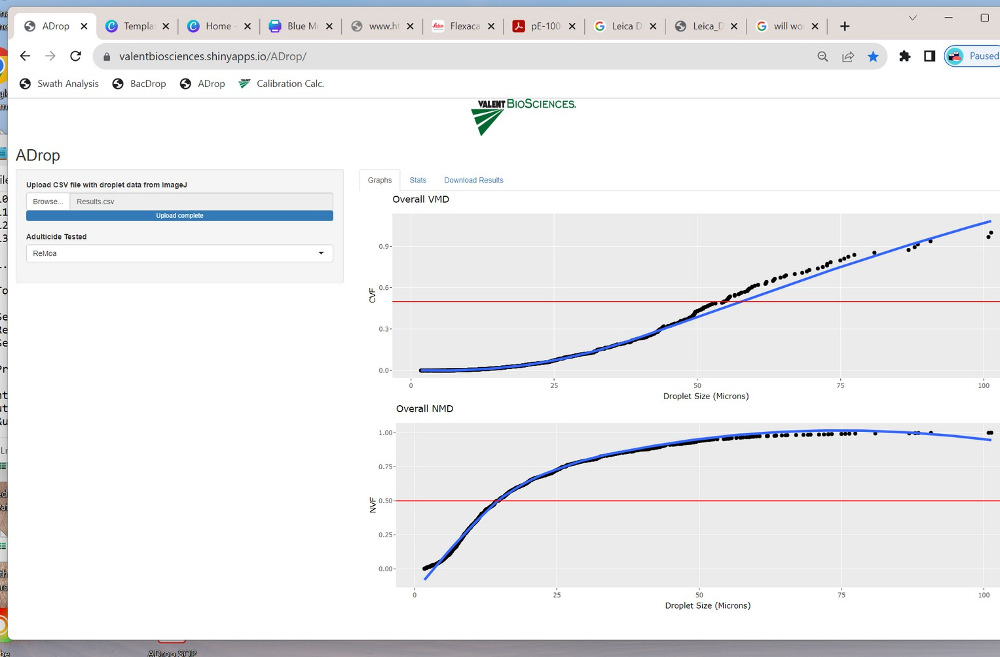 ADrop
Templa
Home -
Blue Mo
www.ht
Flexaca
pE-100
Leica D
Leica_D
will wo
valentbiosciences.shinyapps.io/ADrop/
Paused
Swath Analysis
BacDrop
ADrop
Calibration Calc.
VALENT BIOSCIENCES.
ADrop
Upload CSV file with droplet data from ImageJ
Browse... Results.csv
Upload complete
Adulticide Tested
ReMoa
Graphs
Stats
Download Results
Overall VMD
CVF
0.9
0.6
0.3
0.0
0 25 50 75 100
Droplet Size (Microns)
Overall NMD
NVF
1.00
0.75
0.50
0.25
0.00
0 25 50 75 100
Droplet Size (Microns)
ADrop SOP